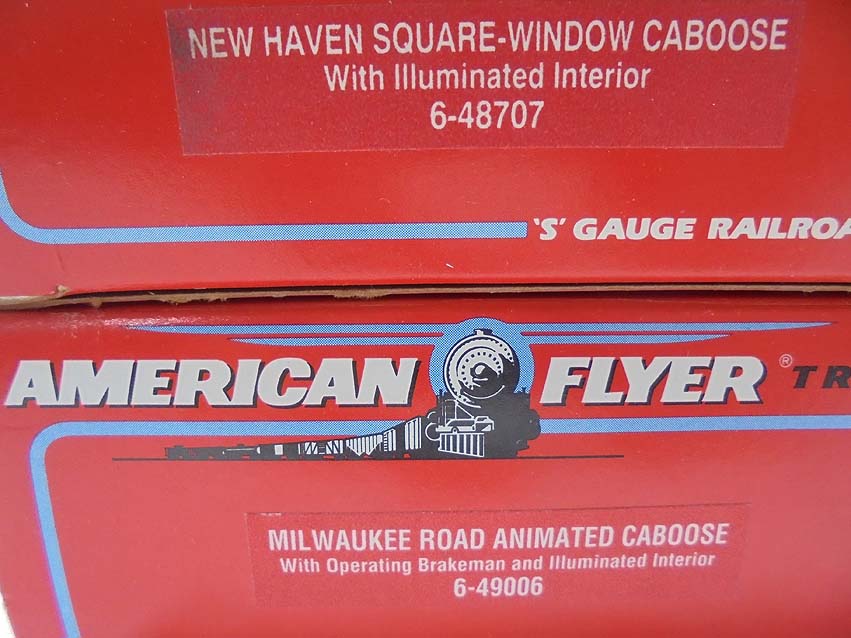 NEW HAVEN SQUARE-WINDOW CABOOSE
With Illuminated Interior
6-48707
'S' GAUGE RAILROA
AMERICAN FLYER ® TR
MILWAUKEE ROAD ANIMATED CABOOSE
With Operating Brakeman and Illuminated Interior
6-49006